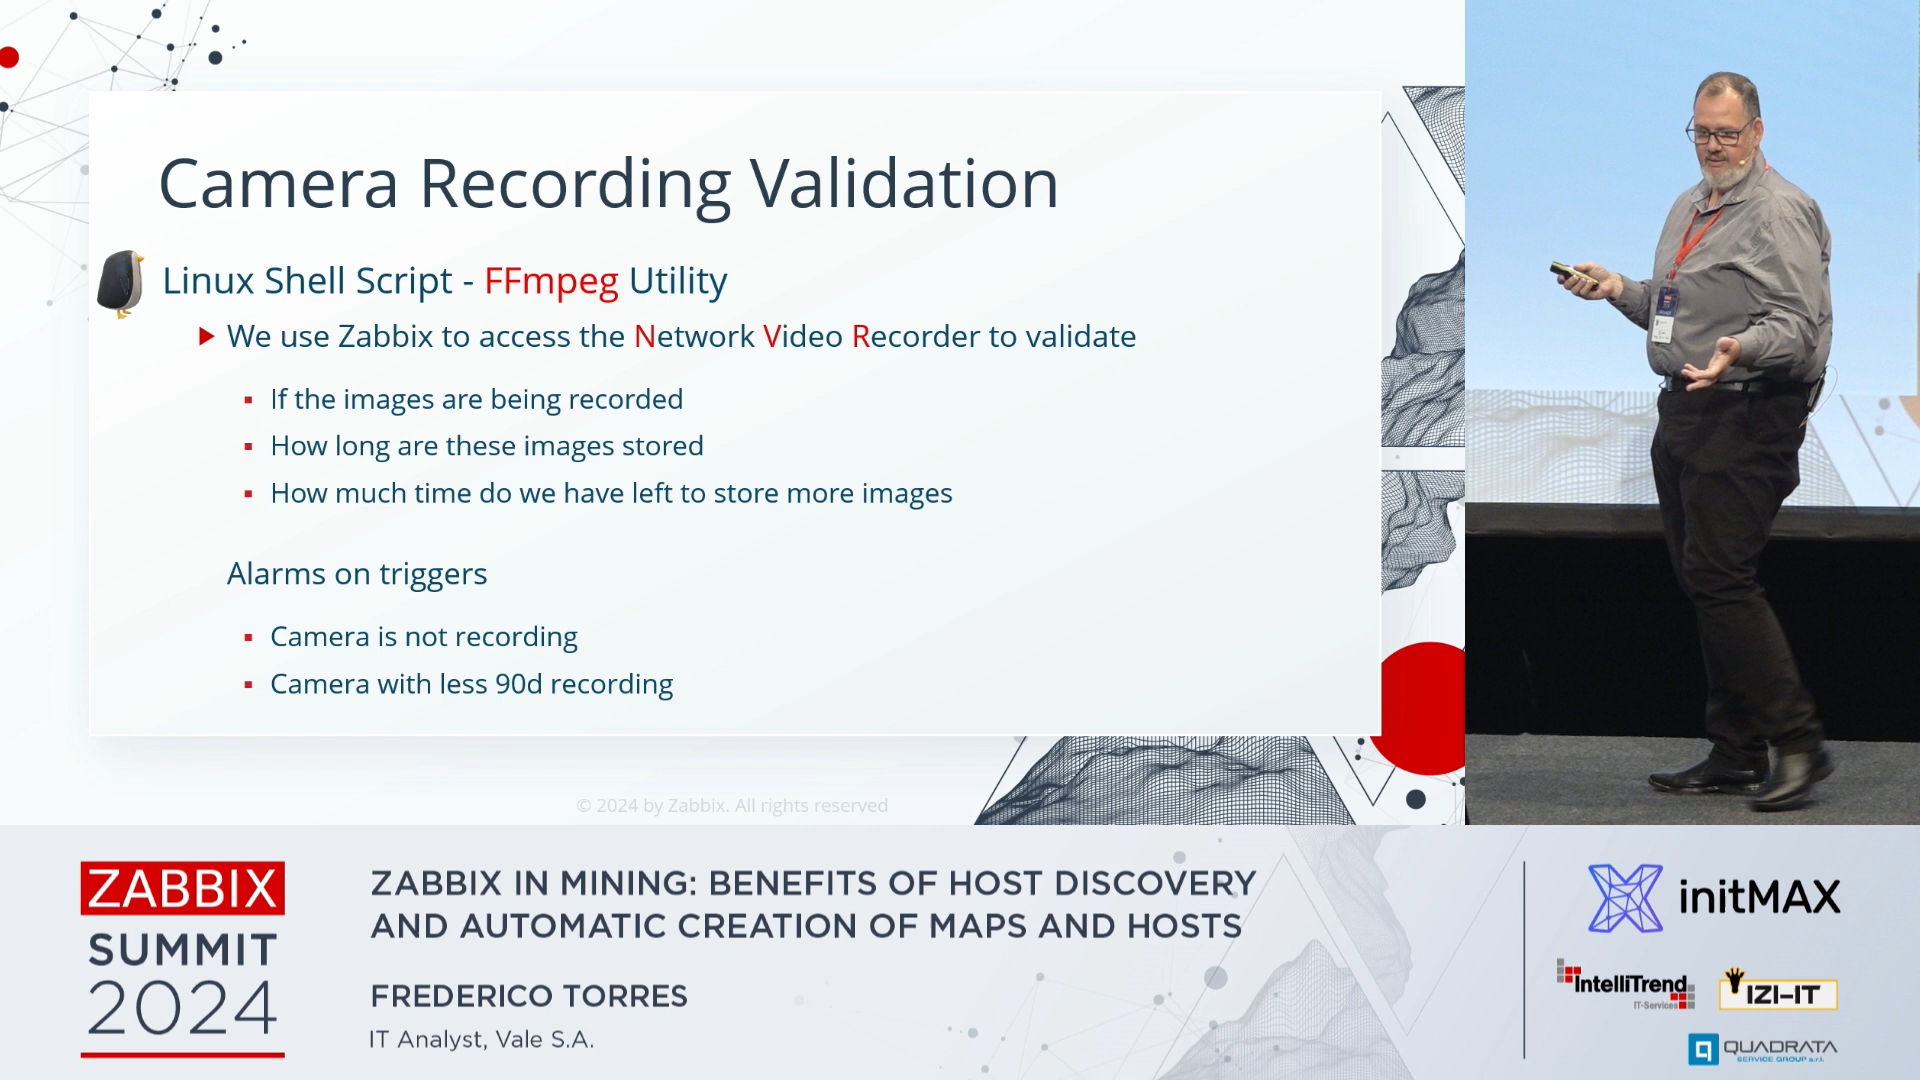 Camera Recording Validation
Linux Shell Script - FFmpeg Utility
We use Zabbix to access the Network Video Recorder to validate
If the images are being recorded
How long are these images stored
How much time do we have left to store more images
Alarms on triggers
Camera is not recording
Camera with less 90d recording
© 2024 by Zabbix. All rights reserved
ZABBIX
SUMMIT
2024
ZABBIX IN MINING: BENEFITS OF HOST DISCOVERY
AND AUTOMATIC CREATION OF MAPS AND HOSTS
FREDERICO TORRES
IT Analyst, Vale S.A.
initMAX
IntelliTrend
IT-Services
IZI-IT
QUADRATA
SERVICE GROUP s.r.l.